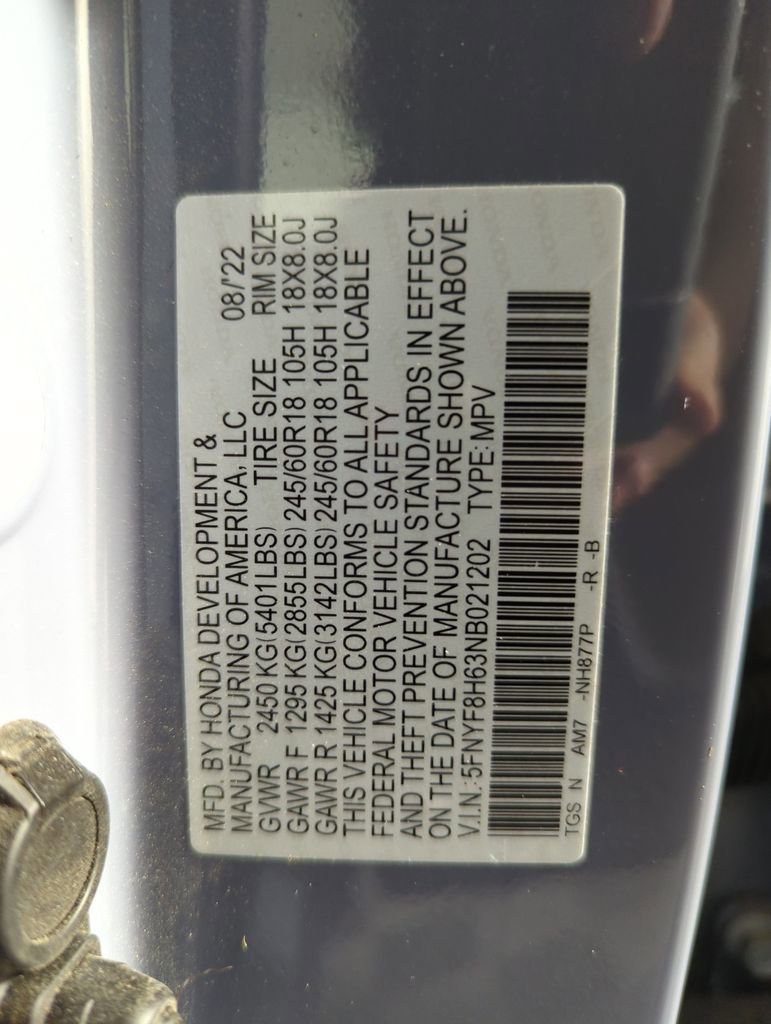 MFD. BY HONDA DEVELOPMENT &
MANUFACTURING OF AMERICA, LLC 08/'22
GVWR 2450 KG(5401LBS) TIRE SIZE RIM SIZE
GAWR F 1295 KG(2855LBS) 245/60R18 105H 18X8.0J
GAWR R 1425 KG(3142LBS) 245/60R18 105H 18X8.0J
THIS VEHICLE CONFORMS TO ALL APPLICABLE
FEDERAL MOTOR VEHICLE SAFETY
AND THEFT PREVENTION STANDARDS IN EFFECT
ON THE DATE OF MANUFACTURE SHOWN ABOVE.
V.I.N.:5FNYF8H63NB021202 TYPE:MPV
TGS N AM7 -NH877P -R -B